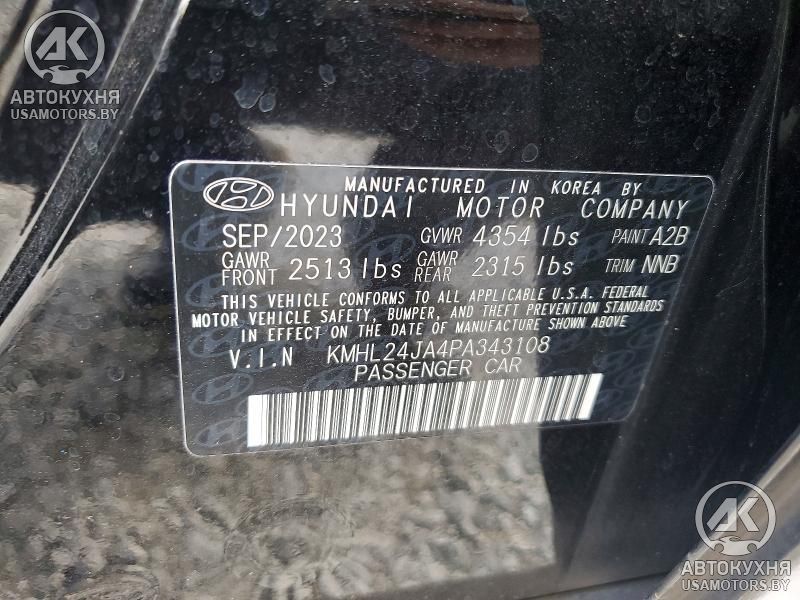 AK
АВТОКУХНЯ
USAMOTORS.BY
MANUFACTURED IN KOREA BY
HYUNDAI MOTOR COMPANY
SEP/2023 GVWR 4354 lbs PAINT A2B
GAWR FRONT 2513 lbs GAWR REAR 2315 lbs TRIM NNB
THIS VEHICLE CONFORMS TO ALL APPLICABLE U.S.A. FEDERAL
MOTOR VEHICLE SAFETY, BUMPER, AND THEFT PREVENTION STANDARDS
IN EFFECT ON THE DATE OF MANUFACTURE SHOWN ABOVE
V.I.N KMHL24JA4PA343108
PASSENGER CAR
AK
АВТОКУХНЯ
USAMOTORS.BY